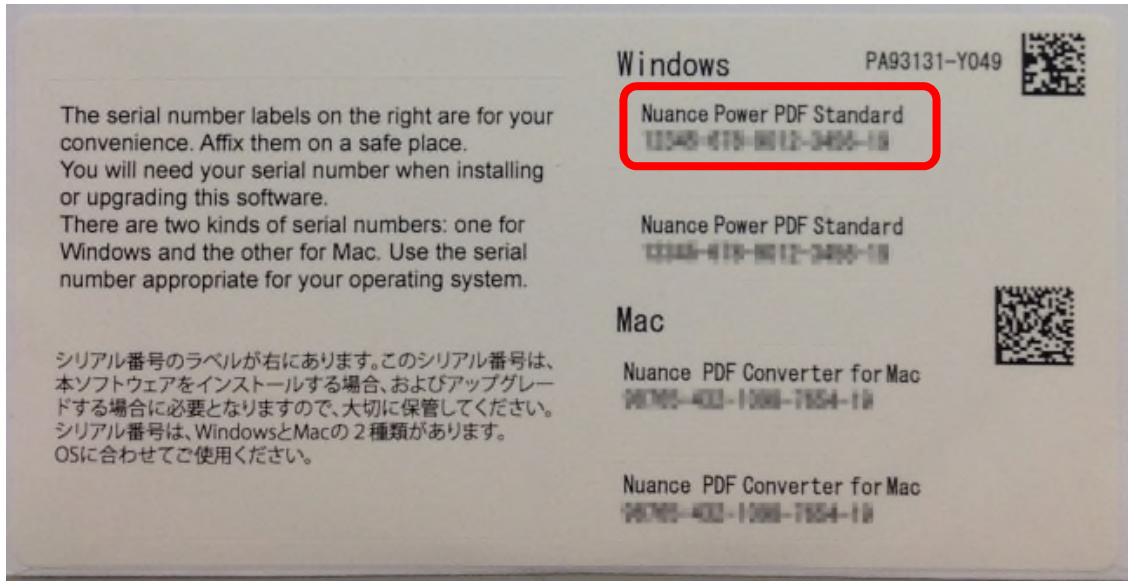 The serial number labels on the right are for your
convenience. Affix them on a safe place.
You will need your serial number when installing
or upgrading this software.
There are two kinds of serial numbers: one for
Windows and the other for Mac. Use the serial
number appropriate for your operating system.
シリアル番号のラベルが右にあります。このシリアル番号は、
本ソフトウェアをインストールする場合、およびアップグレー
ドする場合に必要となりますので、大切に保管してください。
シリアル番号は、WindowsとMacの2種類があります。
OSに合わせてご使用ください。
Windows PA93131-Y049
Nuance Power PDF Standard
Nuance Power PDF Standard
Mac
Nuance PDF Converter for Mac
Nuance PDF Converter for Mac